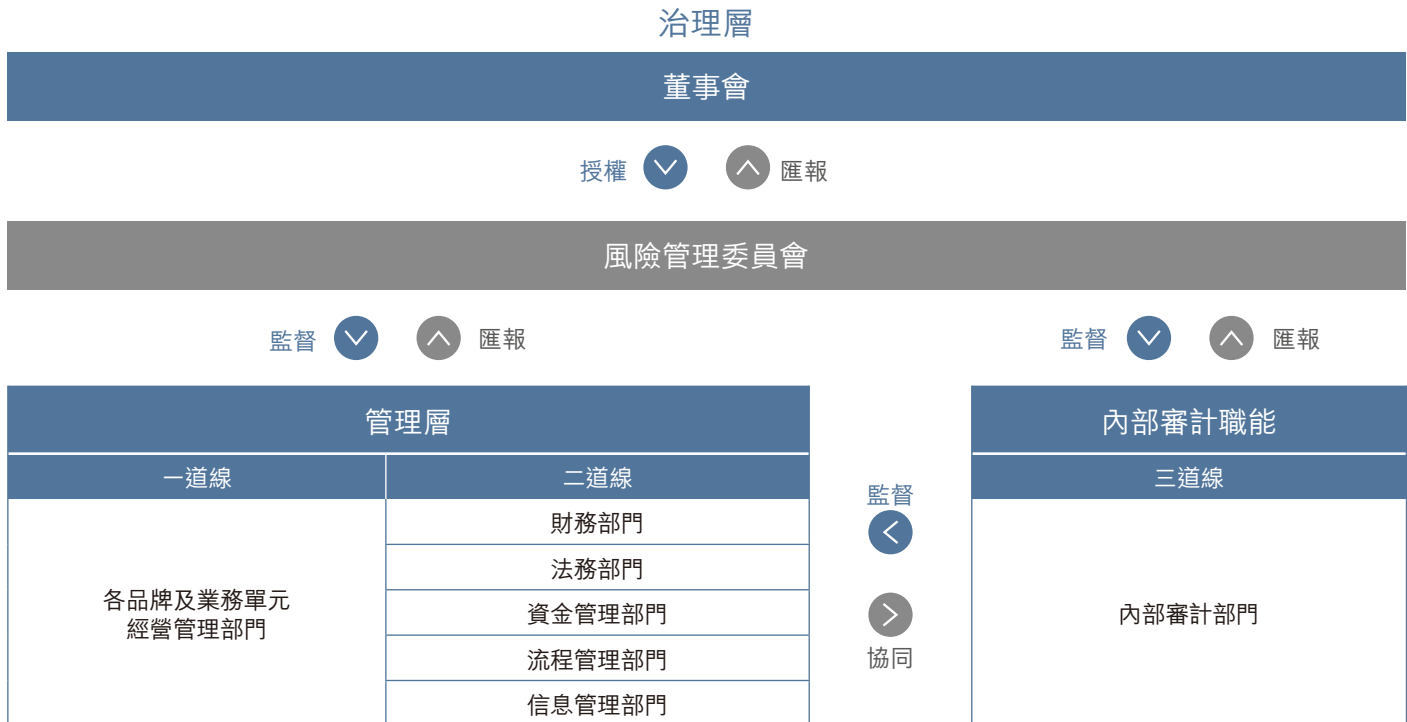 治理層
董事會
授權 匯報
風險管理委員會
監督 匯報
監督 匯報
管理層
一道線 二道線
各品牌及業務單元
經營管理部門
財務部門
法務部門
資金管理部門
流程管理部門
信息管理部門
監督
協同
內部審計職能
三道線
內部審計部門